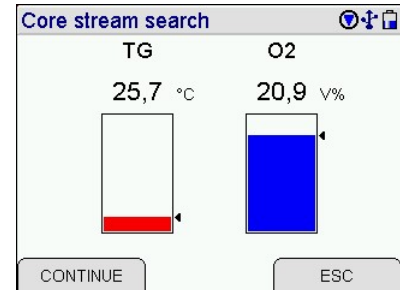 Core stream search
TG O2
25,7 °C 20,9 V%
CONTINUE ESC